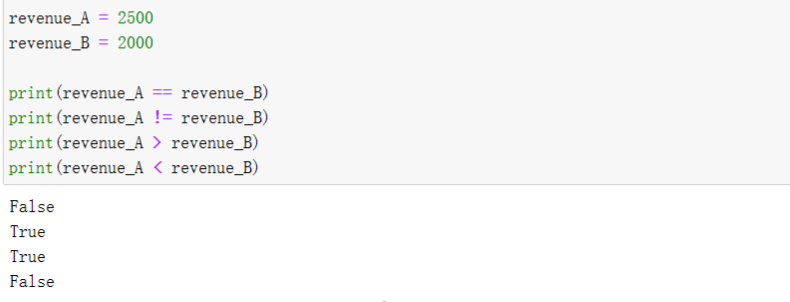 revenue_A = 2500
revenue_B = 2000
print(revenue_A == revenue_B)
print(revenue_A != revenue_B)
print(revenue_A > revenue_B)
print(revenue_A < revenue_B)
False
True
True
False